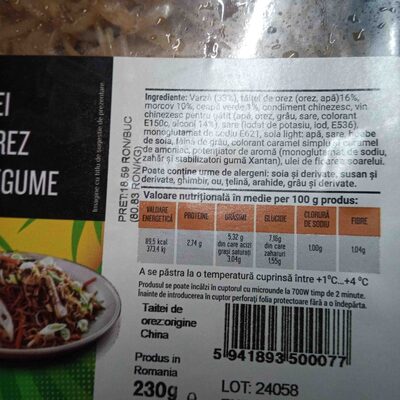 EI
REZ
EGUME
Imagine cu titlu de sugestie de prezentare
PREȚ:18.59 RON/BUC
(80.83 RON/KG)
Ingrediente: Varză (33%), tăiței de orez (orez, apă)16%,
morcov 10%, ceapă verde 1%, condiment chinezesc, vin
chinezesc pentru gătit (apă, orez, grâu, sare, colorant
E150c, alcool 14%), sare (iodat de potasiu, iod, E536),
monoglutamat de sodiu E621, sos light: apă, sare, boabe
de soia, făină de grâu, colorant caramel simplu și caramel
de amoniac, potențiator de aromă (monoglutamat de sodiu,
zahăr și stabilizatori gumă Xantan), ulei de floarea soarelui.
Poate conține urme de alergeni: soia și derivate, susan și
derivate, ghimbir, ou, țelină, arahide, grâu și derivate.
Valoare nutrițională în medie per 100 g produs:
VALOARE ENERGETICĂ PROTEINE GRĂSIMI GLUCIDE CLORURĂ DE SODIU FIBRE
89,5 kcal 373,4 kj 2,74 g 5,32 g din care acizi grași saturați 3,04g 7,18g din care zaharuri 1,55g 1,00g 1,04g
A se păstra la o temperatură cuprinsă între +1°C...+4 °C
Produsul se poate încălzi în cuptorul cu microunde la 700W timp de 2 minute.
Înainte de introducerea în cuptor perforați folia protectoare fără a o îndepărta.
Taitei de
orez:origine
China
Produs in
Romania
230g
5 941893 500077
LOT: 24058